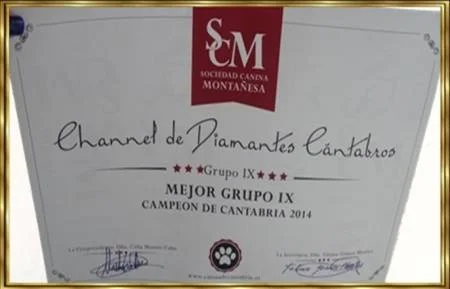 SCM
SOCIEDAD CANINA
MONTAÑESA
Channel de Diamantes Cántabros
★★★Grupo IX★★★
MEJOR GRUPO IX
CAMPEON DE CANTABRIA 2014